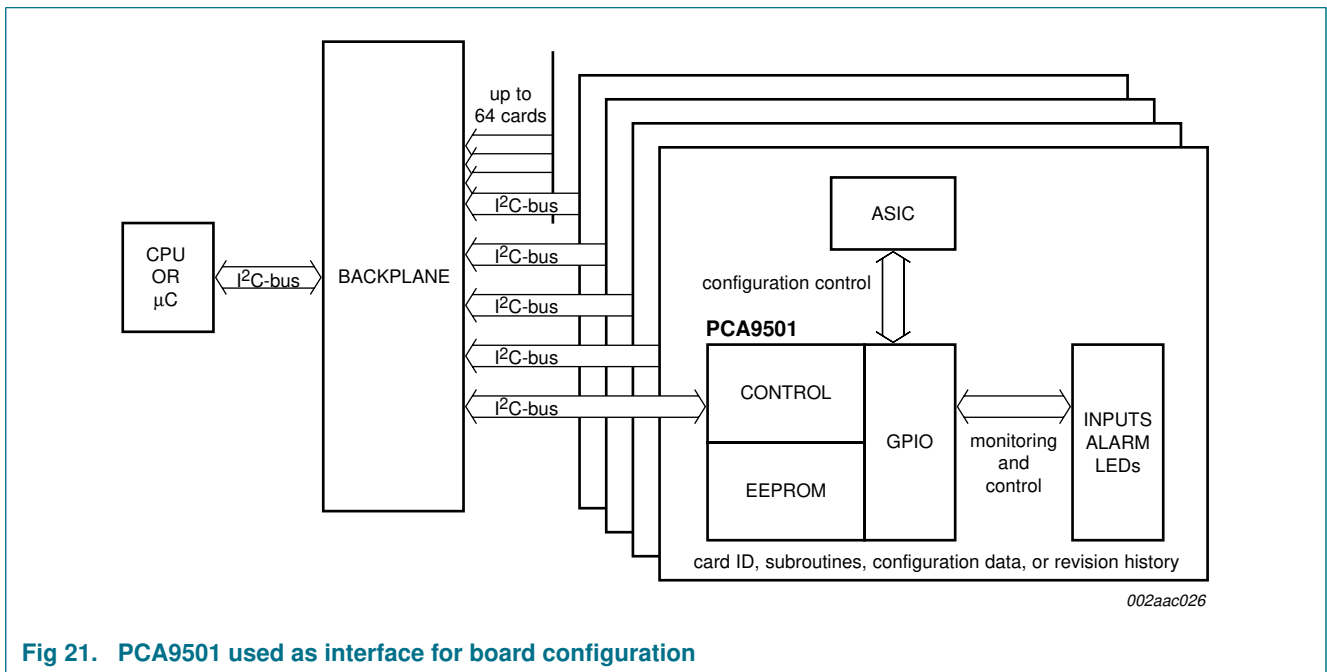 up to
64 cards
I2C-bus
I2C-bus
I2C-bus
I2C-bus
I2C-bus
I2C-bus
CPU
OR
μC
BACKPLANE
ASIC
configuration control
PCA9501
CONTROL
EEPROM
GPIO
monitoring
and
control
INPUTS
ALARM
LEDs
card ID, subroutines, configuration data, or revision history
002aac026
Fig 21. PCA9501 used as interface for board configuration